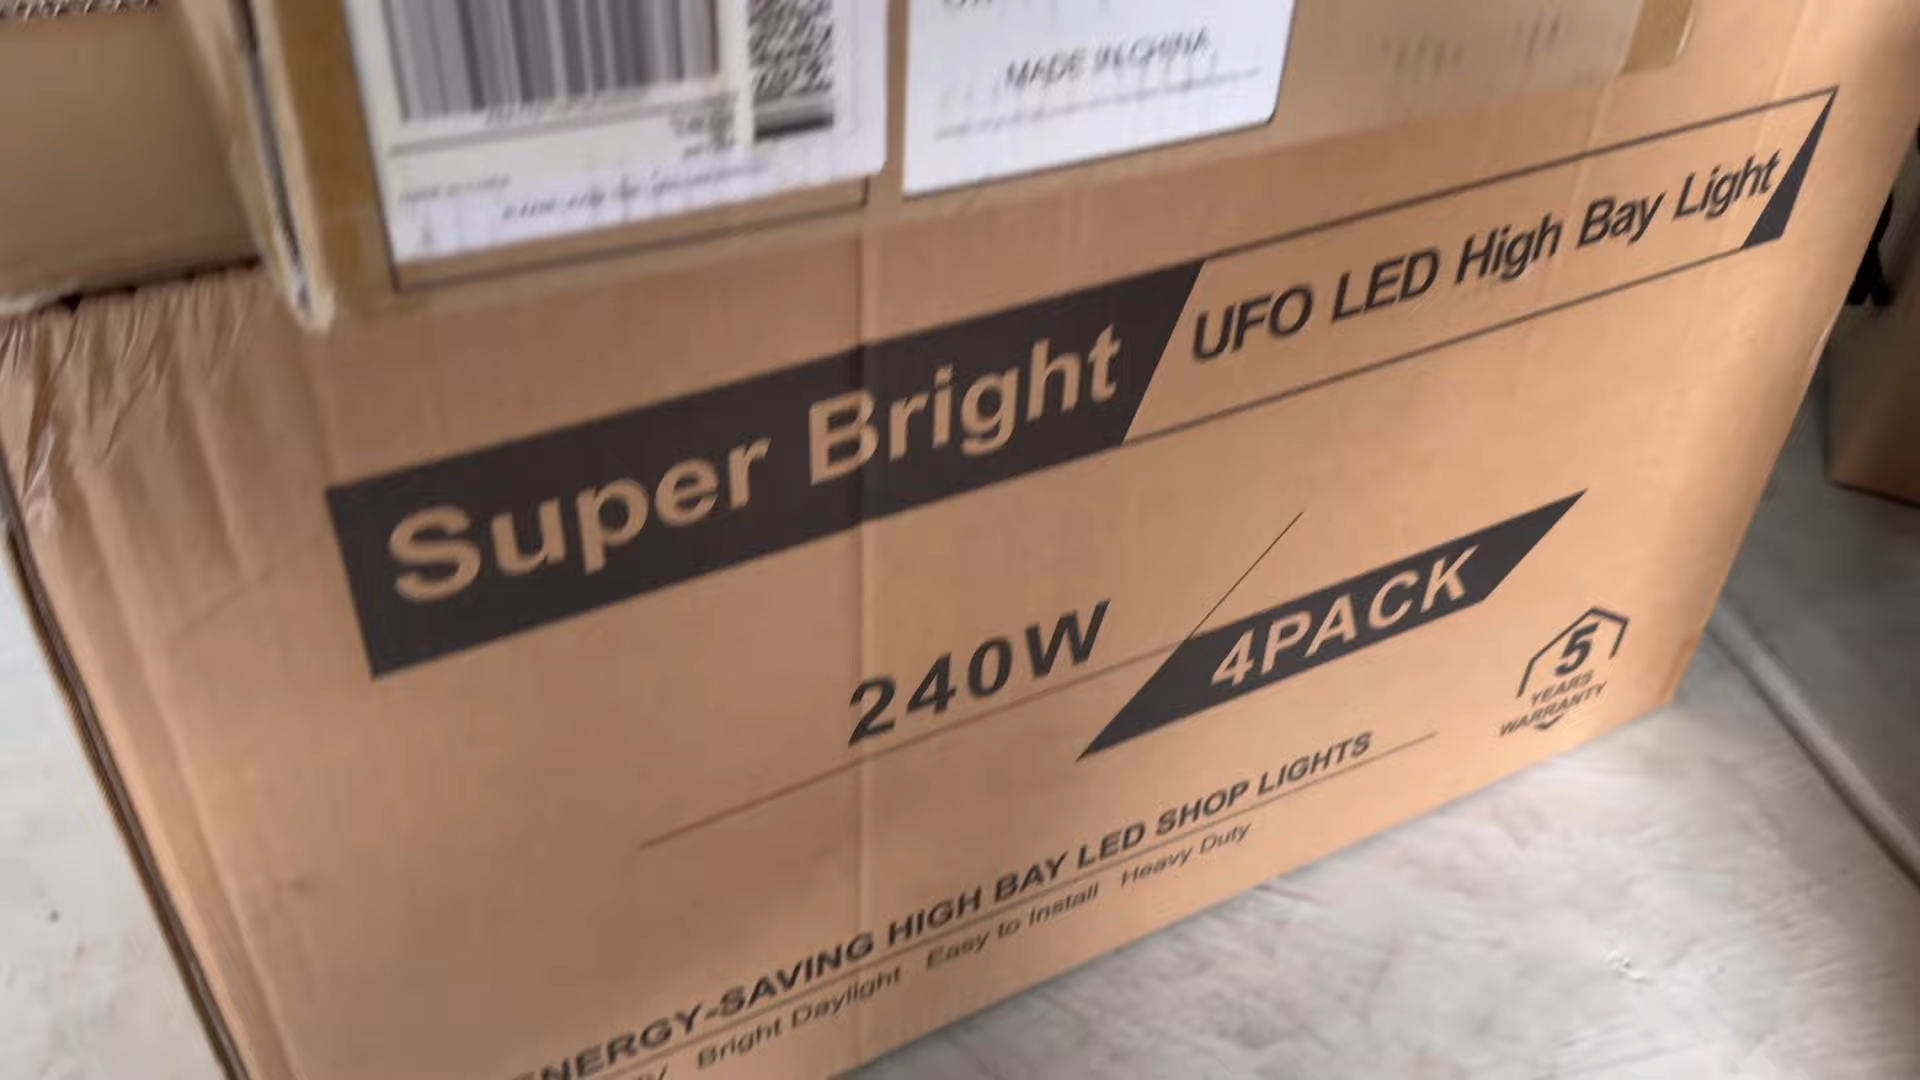 MADE IN CHINA
Super Bright
UFO LED High Bay Light
240W
4PACK
5
YEARS
WARRANTY
ENERGY-SAVING HIGH BAY LED SHOP LIGHTS
Bright Daylight Easy to Install Heavy Duty